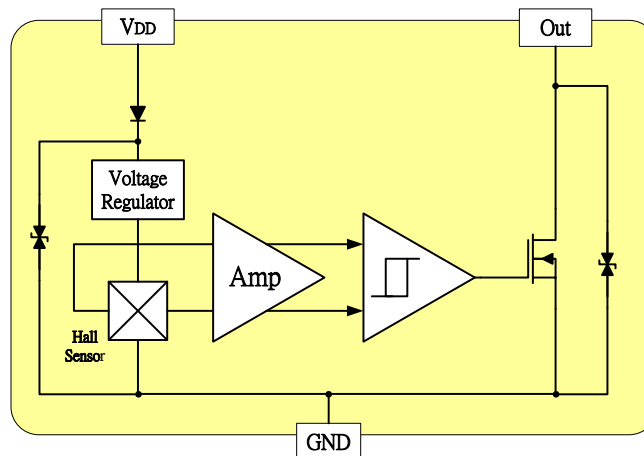 VDD
Out
Voltage
Regulator
Amp
Hall
Sensor
GND